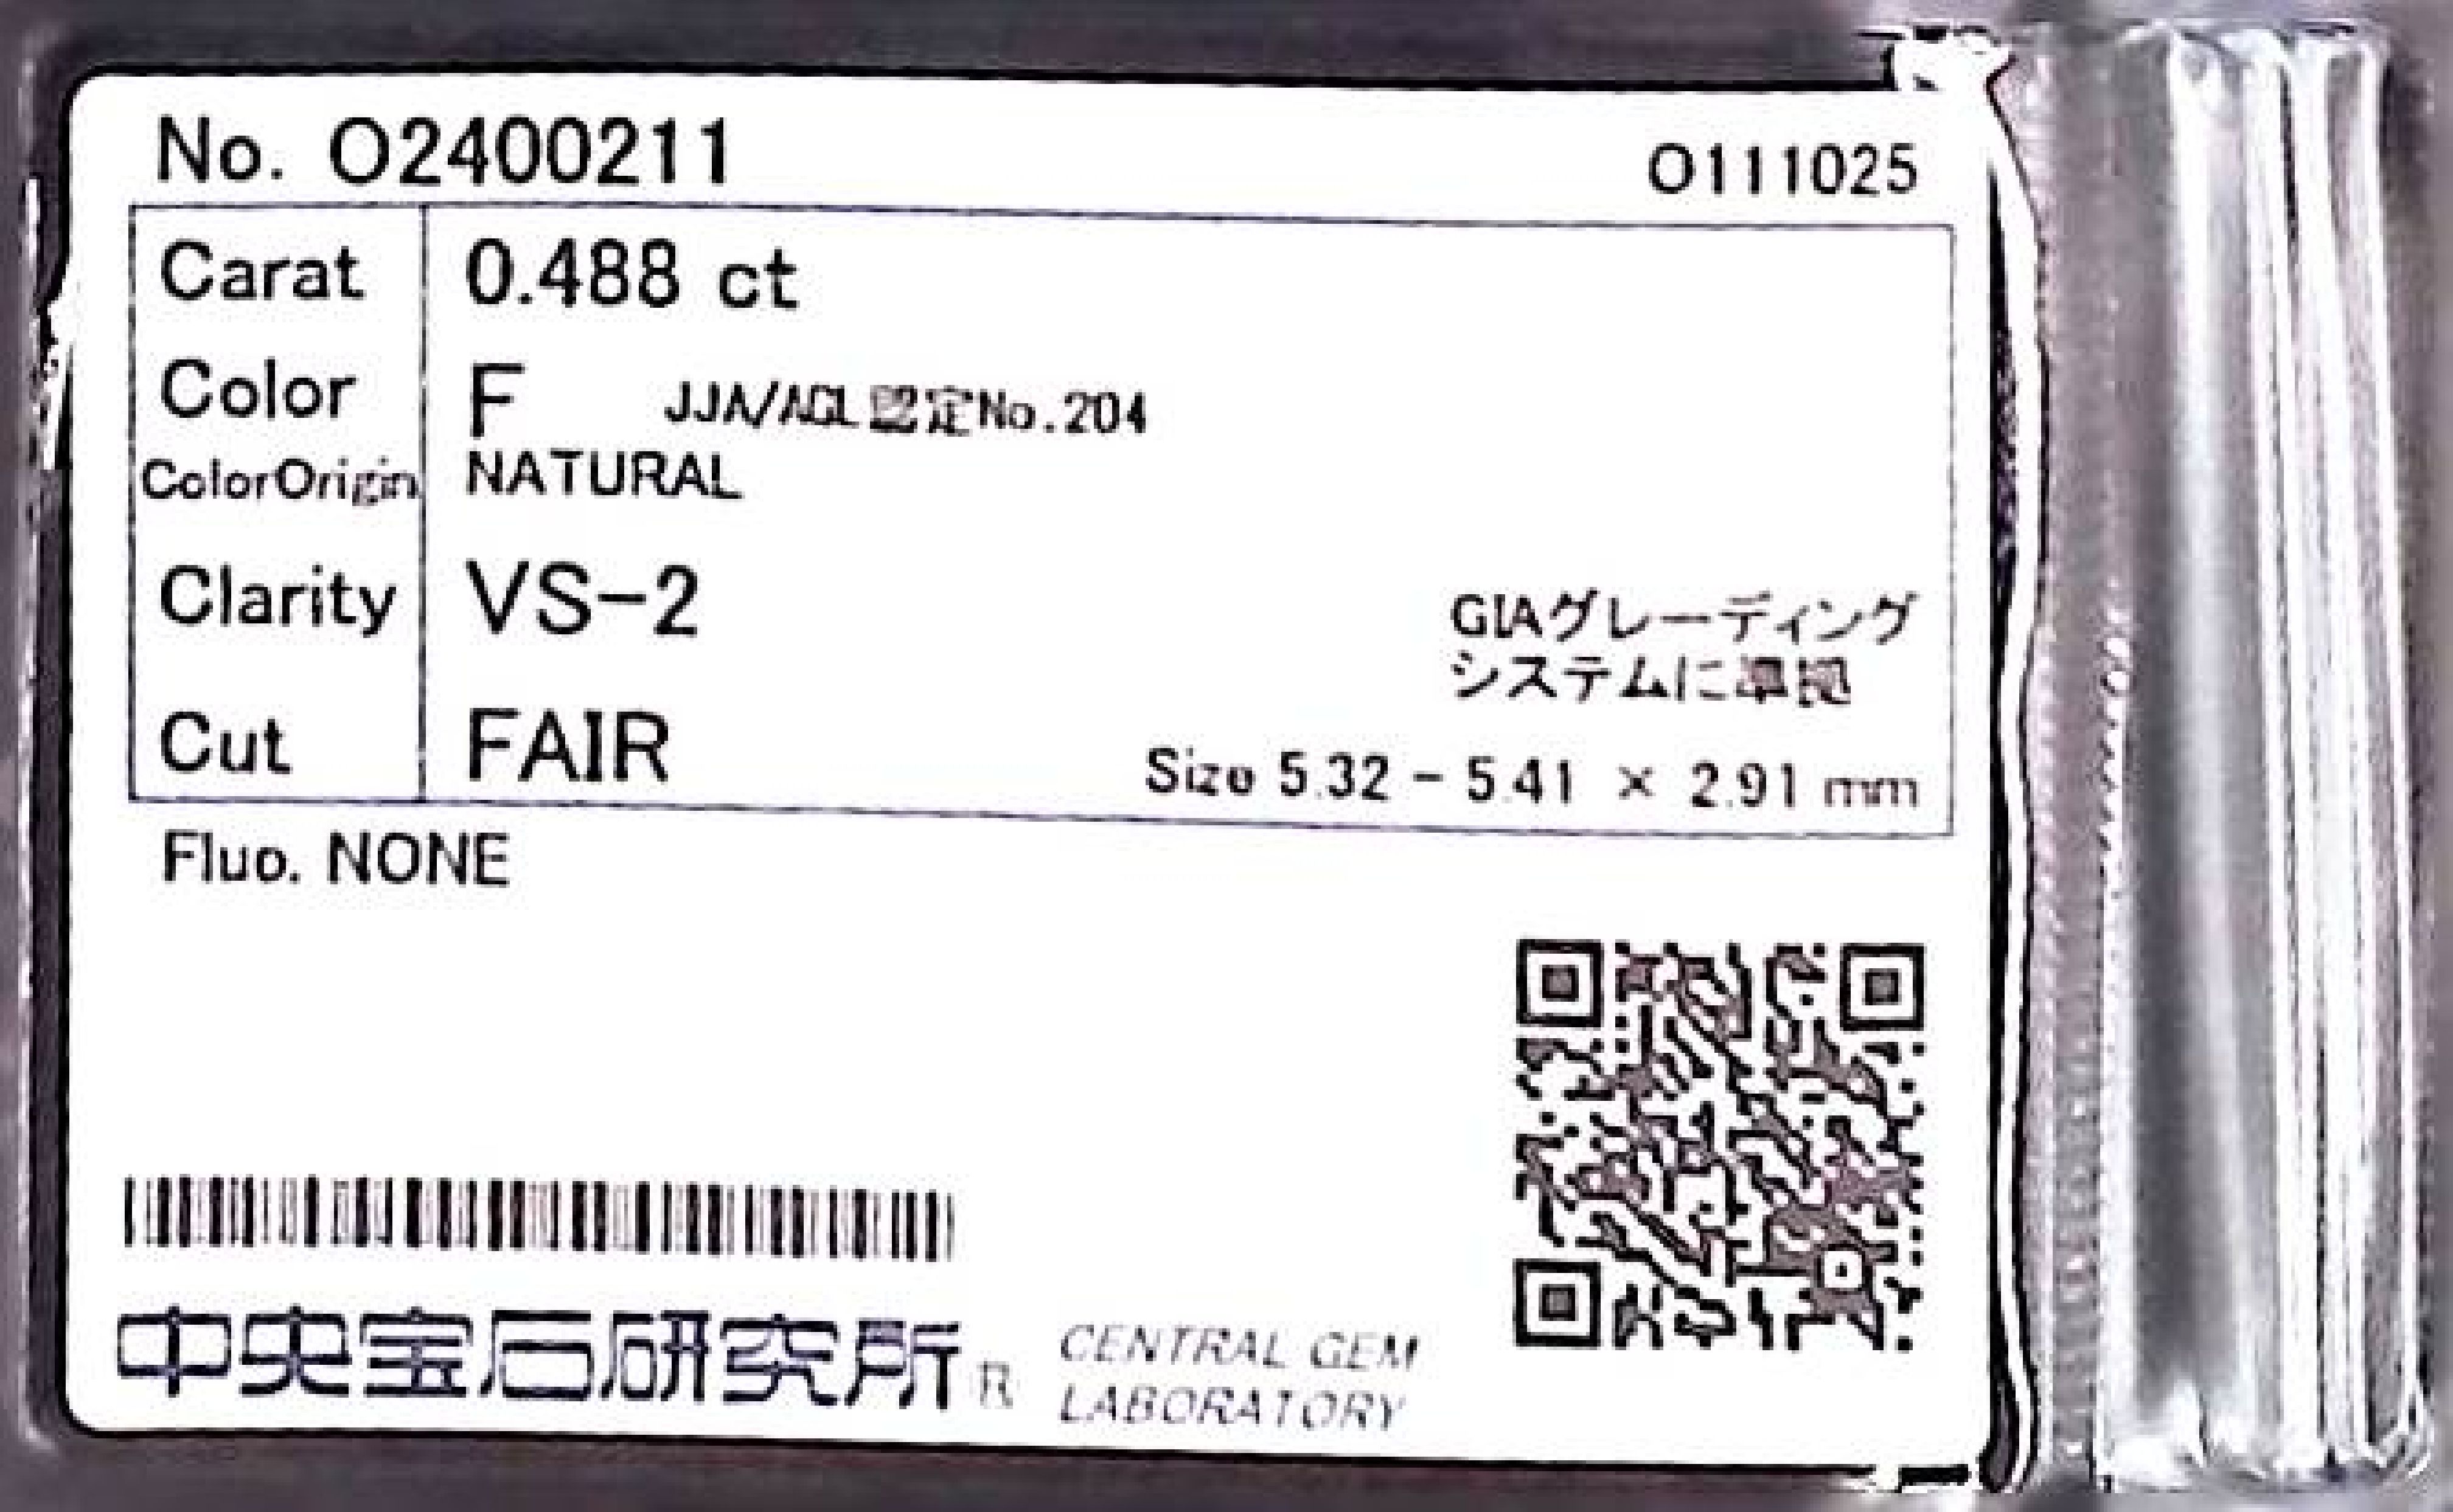 No. O2400211 O111025
Carat 0.488 ct
Color F JJA/AGL認定No.204
ColorOrigin NATURAL
Clarity VS-2
GIAグレーディング
システムに準拠
Cut FAIR
Size 5.32 - 5.41 × 2.91 mm
Fluo. NONE
中央宝石研究所 R
CENTRAL GEM
LABORATORY